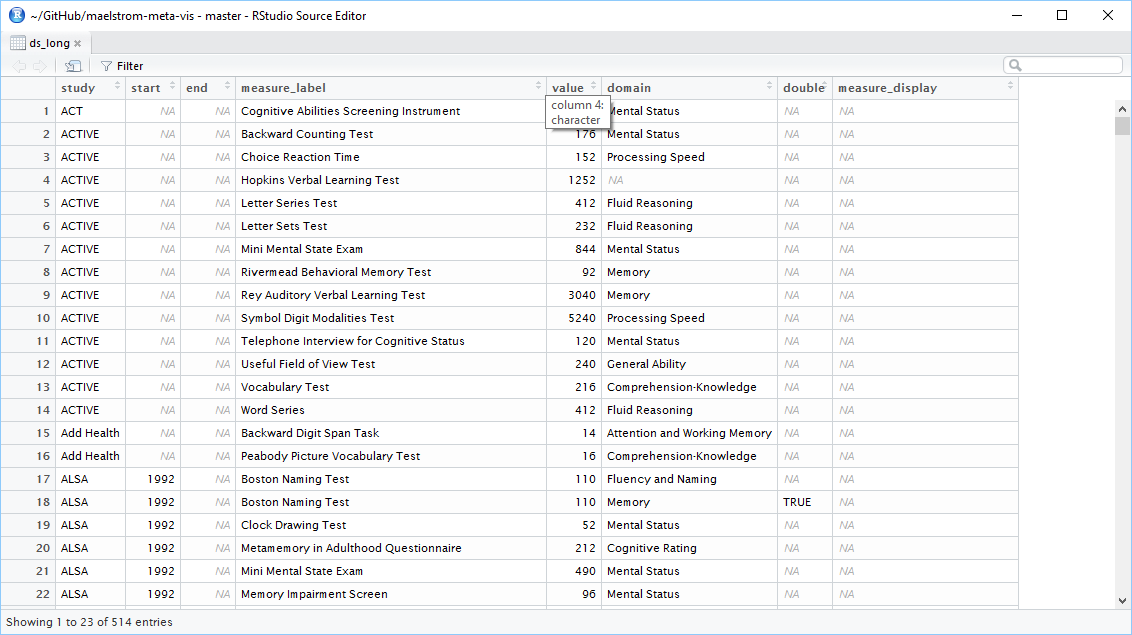 ~/GitHub/maelstrom-meta-vis - master - RStudio Source Editor
ds_long
Filter
study start end measure_label value domain double measure_display
column 4:
character
1 ACT NA NA Cognitive Abilities Screening Instrument Mental Status NA NA
2 ACTIVE NA NA Backward Counting Test 176 Mental Status NA NA
3 ACTIVE NA NA Choice Reaction Time 152 Processing Speed NA NA
4 ACTIVE NA NA Hopkins Verbal Learning Test 1252 NA NA NA
5 ACTIVE NA NA Letter Series Test 412 Fluid Reasoning NA NA
6 ACTIVE NA NA Letter Sets Test 232 Fluid Reasoning NA NA
7 ACTIVE NA NA Mini Mental State Exam 844 Mental Status NA NA
8 ACTIVE NA NA Rivermead Behavioral Memory Test 92 Memory NA NA
9 ACTIVE NA NA Rey Auditory Verbal Learning Test 3040 Memory NA NA
10 ACTIVE NA NA Symbol Digit Modalities Test 5240 Processing Speed NA NA
11 ACTIVE NA NA Telephone Interview for Cognitive Status 120 Mental Status NA NA
12 ACTIVE NA NA Useful Field of View Test 240 General Ability NA NA
13 ACTIVE NA NA Vocabulary Test 216 Comprehension-Knowledge NA NA
14 ACTIVE NA NA Word Series 412 Fluid Reasoning NA NA
15 Add Health NA NA Backward Digit Span Task 14 Attention and Working Memory NA NA
16 Add Health NA NA Peabody Picture Vocabulary Test 16 Comprehension-Knowledge NA NA
17 ALSA 1992 NA Boston Naming Test 110 Fluency and Naming NA NA
18 ALSA 1992 NA Boston Naming Test 110 Memory TRUE NA
19 ALSA 1992 NA Clock Drawing Test 52 Mental Status NA NA
20 ALSA 1992 NA Metamemory in Adulthood Questionnaire 212 Cognitive Rating NA NA
21 ALSA 1992 NA Mini Mental State Exam 490 Mental Status NA NA
22 ALSA 1992 NA Memory Impairment Screen 96 Mental Status NA NA
Showing 1 to 23 of 514 entries